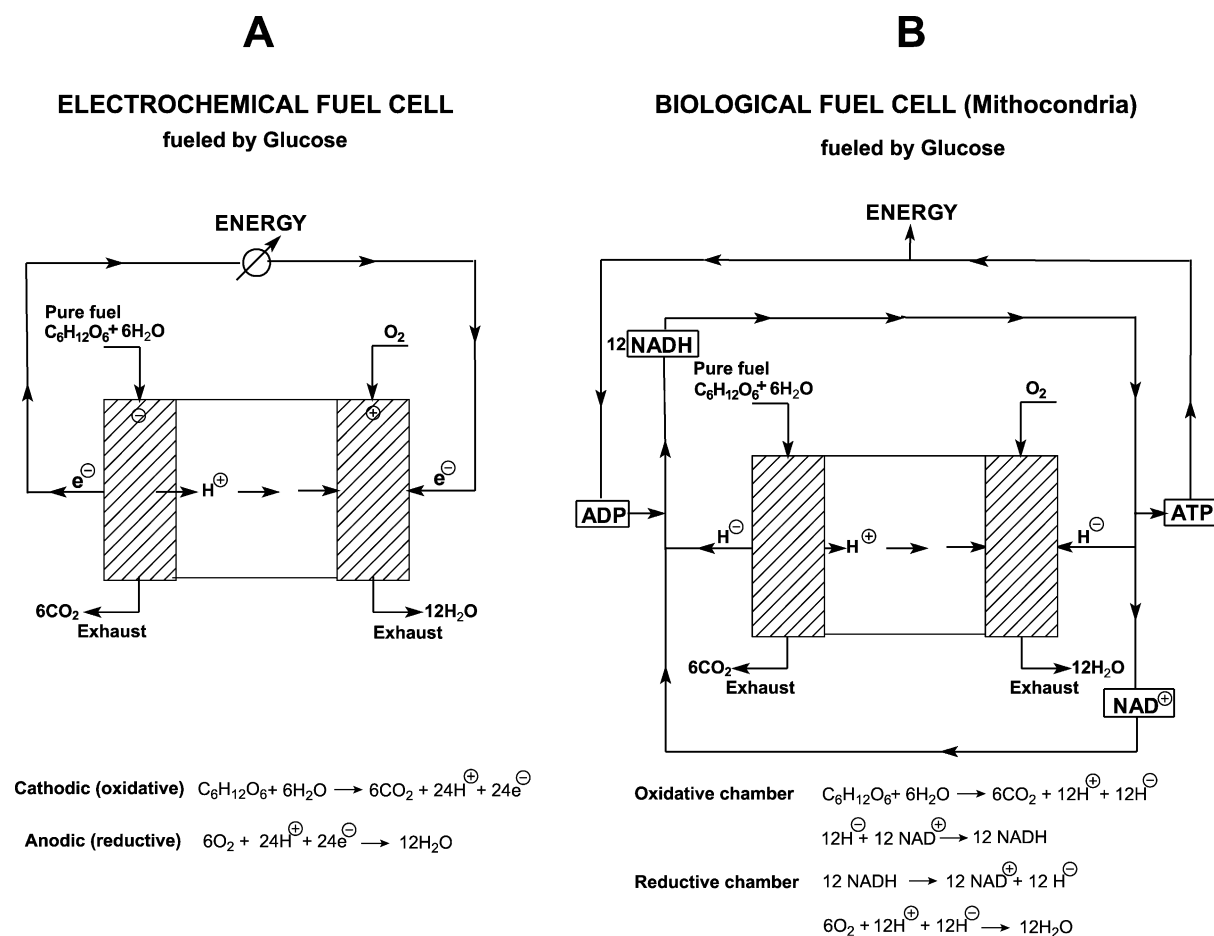 A
ELECTROCHEMICAL FUEL CELL
fueled by Glucose
ENERGY
Pure fuel
C₆H₁₂O₆+ 6H₂O
O₂
⊖
⊕
e⊖
H⊕
e⊖
6CO₂
Exhaust
12H₂O
Exhaust
Cathodic (oxidative) C₆H₁₂O₆+ 6H₂O → 6CO₂ + 24H⊕ + 24e⊖
Anodic (reductive) 6O₂ + 24H⊕ + 24e⊖ → 12H₂O
B
BIOLOGICAL FUEL CELL (Mithocondria)
fueled by Glucose
ENERGY
12 NADH
Pure fuel
C₆H₁₂O₆+ 6H₂O
O₂
ADP
ATP
H⊖
H⊕
H⊖
6CO₂
Exhaust
12H₂O
Exhaust
NAD⊕
Oxidative chamber C₆H₁₂O₆+ 6H₂O → 6CO₂ + 12H⊕ + 12H⊖
12H⊖ + 12 NAD⊕ → 12 NADH
Reductive chamber 12 NADH → 12 NAD⊕ + 12 H⊖
6O₂ + 12H⊕ + 12H⊖ → 12H₂O